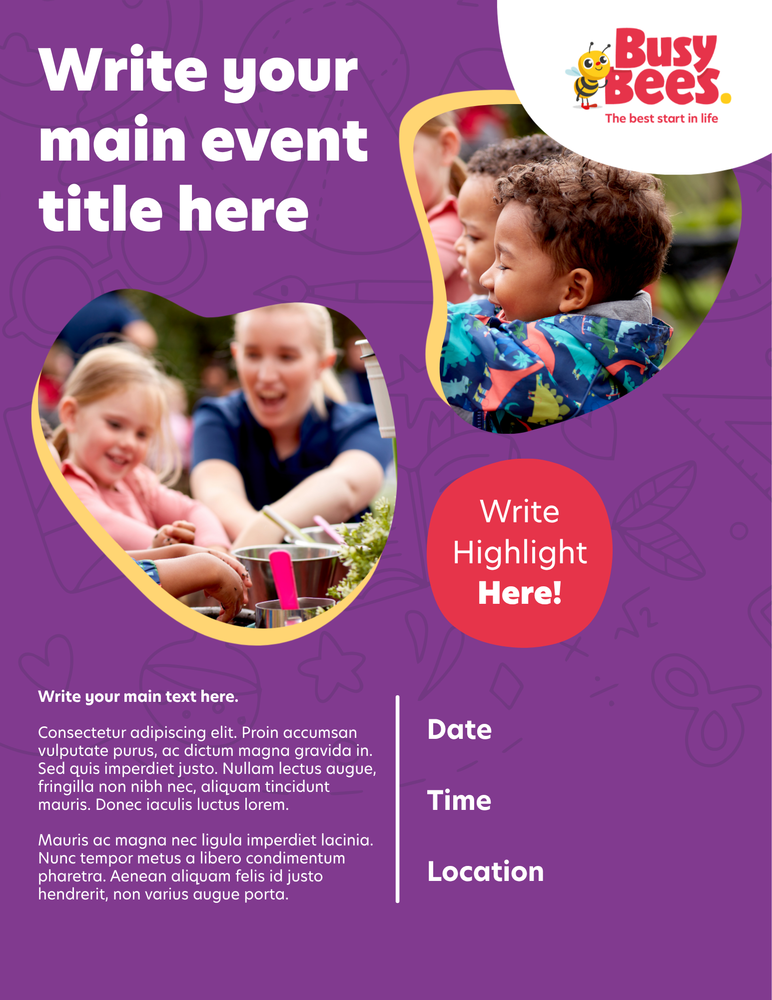 Write your
main event
title here
Busy
Bees.
The best start in life
Write
Highlight
Here!
Write your main text here.
Consectetur adipiscing elit. Proin accumsan
vulputate purus, ac dictum magna gravida in.
Sed quis imperdiet justo. Nullam lectus augue,
fringilla non nibh nec, aliquam tincidunt
mauris. Donec iaculis luctus lorem.
Mauris ac magna nec ligula imperdiet lacinia.
Nunc tempor metus a libero condimentum
pharetra. Aenean aliquam felis id justo
hendrerit, non varius augue porta.
Date
Time
Location
√2